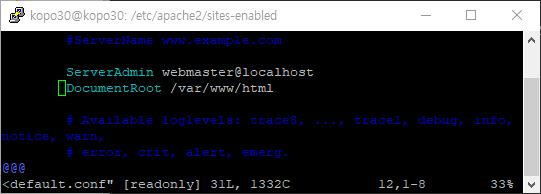 kopo30@kopo30: /etc/apache2/sites-enabled
#ServerName www.example.com
ServerAdmin webmaster@localhost
DocumentRoot /var/www/html
# Available loglevels: trace8, ..., trace1, debug, info,
notice, warn,
# error, crit, alert, emerg.
@@@
<default.conf" [readonly] 31L, 1332C 12,1-8 33%